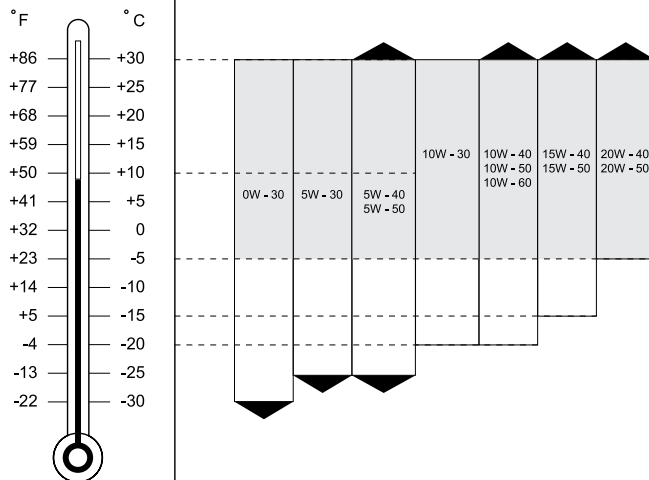 °F °C
+86 +30
+77 +25
+68 +20
+59 +15
+50 +10
+41 +5
+32 0
+23 -5
+14 -10
+5 -15
-4 -20
-13 -25
-22 -30
0W - 30
5W - 30
5W - 40
5W - 50
10W - 30
10W - 40
10W - 50
10W - 60
15W - 40
15W - 50
20W - 40
20W - 50